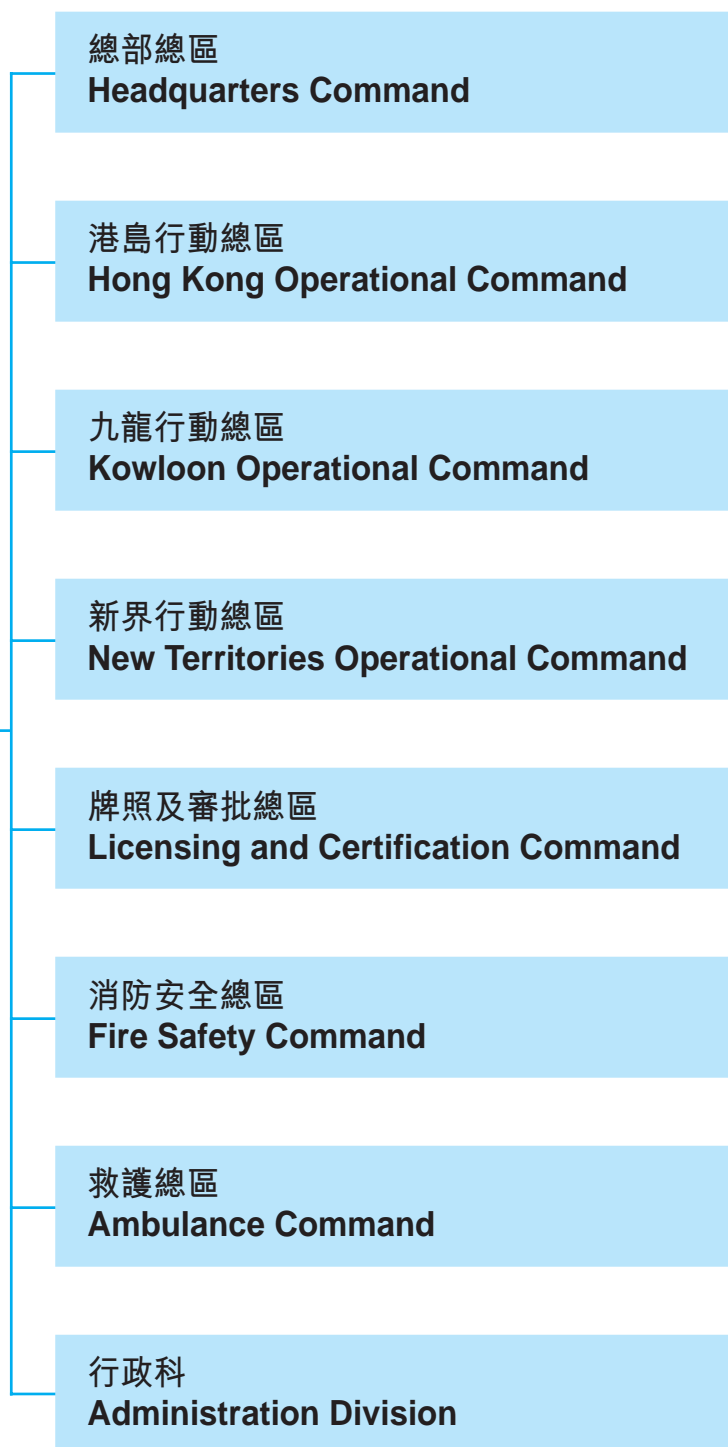 總部總區
Headquarters Command
港島行動總區
Hong Kong Operational Command
九龍行動總區
Kowloon Operational Command
新界行動總區
New Territories Operational Command
牌照及審批總區
Licensing and Certification Command
消防安全總區
Fire Safety Command
救護總區
Ambulance Command
行政科
Administration Division